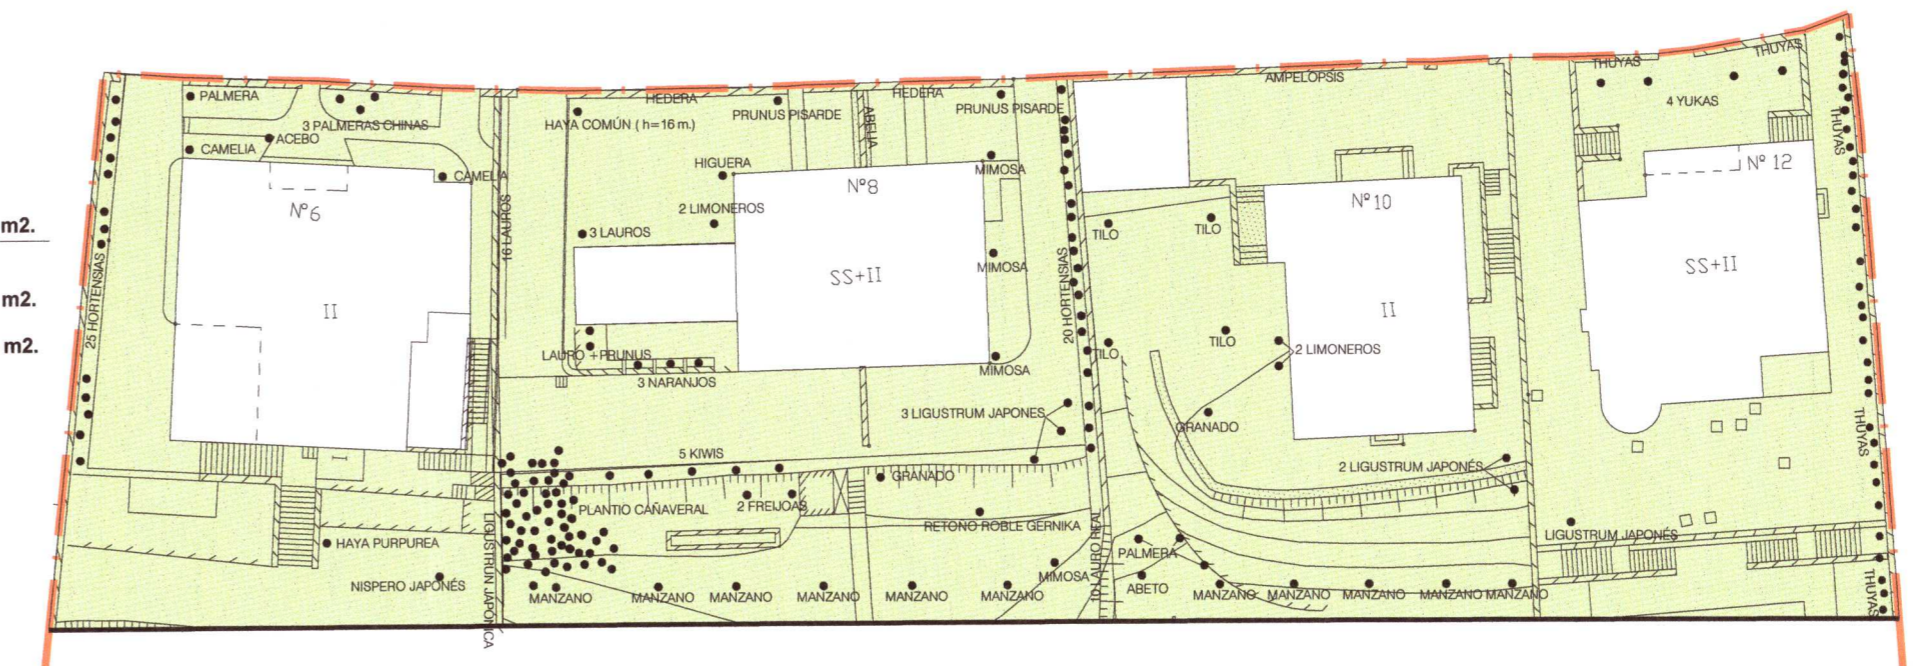 m2.
m2.
m2.
25 HORTENSIAS
PALMERA
3 PALMERAS CHINAS
ACEBO
CAMELIA
CAMELIA
Nº6
II
I
HAYA PURPUREA
NISPERO JAPONÉS
LIGUSTRUN JAPONICA
16 LAUROS
HEDERA
HAYA COMÚN ( h=16 m.)
PRUNUS PISARDE
ABELIA
HEDERA
PRUNUS PISARDE
HIGUERA
2 LIMONEROS
3 LAUROS
Nº8
SS+II
MIMOSA
MIMOSA
MIMOSA
LAURO +PRUNUS
3 NARANJOS
20 HORTENSIAS
3 LIGUSTRUM JAPONES
5 KIWIS
GRANADO
PLANTIO CAÑAVERAL
2 FREIJOAS
RETOÑO ROBLE GERNIKA
MIMOSA
MANZANO
MANZANO
MANZANO
MANZANO
MANZANO
MANZANO
10 LAURO REAL
AMPELOPSIS
TILO
TILO
TILO
TILO
2 LIMONEROS
GRANADO
Nº10
II
2 LIGUSTRUM JAPONÉS
PALMERA
ABETO
MANZANO
MANZANO
MANZANO
MANZANO
MANZANO
THUYAS
THUYAS
4 YUKAS
THUYAS
Nº 12
SS+II
LIGUSTRUM JAPONÉS
THUYAS
THUYAS